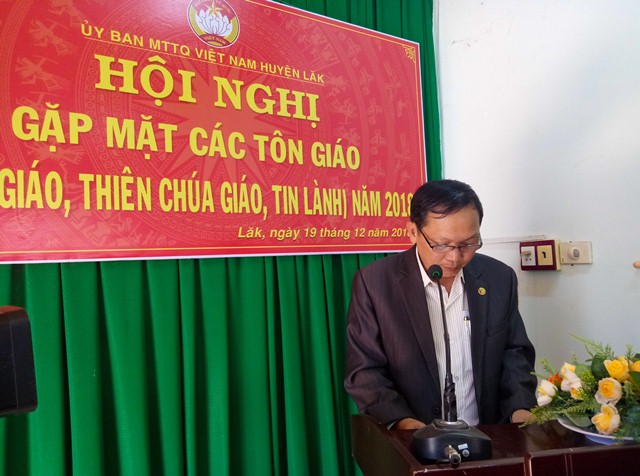 ỦY BAN MTTQ VIỆT NAM HUYỆN LĂK
HỘI NGHỊ
GẶP MẶT CÁC TÔN GIÁO
GIÁO, THIÊN CHÚA GIÁO, TIN LÀNH) NĂM 2018
Lăk, ngày 19 tháng 12 năm 201